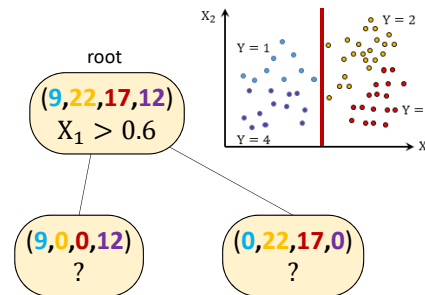 root
(9,22,17,12)
X₁ > 0.6
X₂
Y = 1
Y = 2
Y =
Y = 4
X
(9,0,0,12)
?
(0,22,17,0)
?